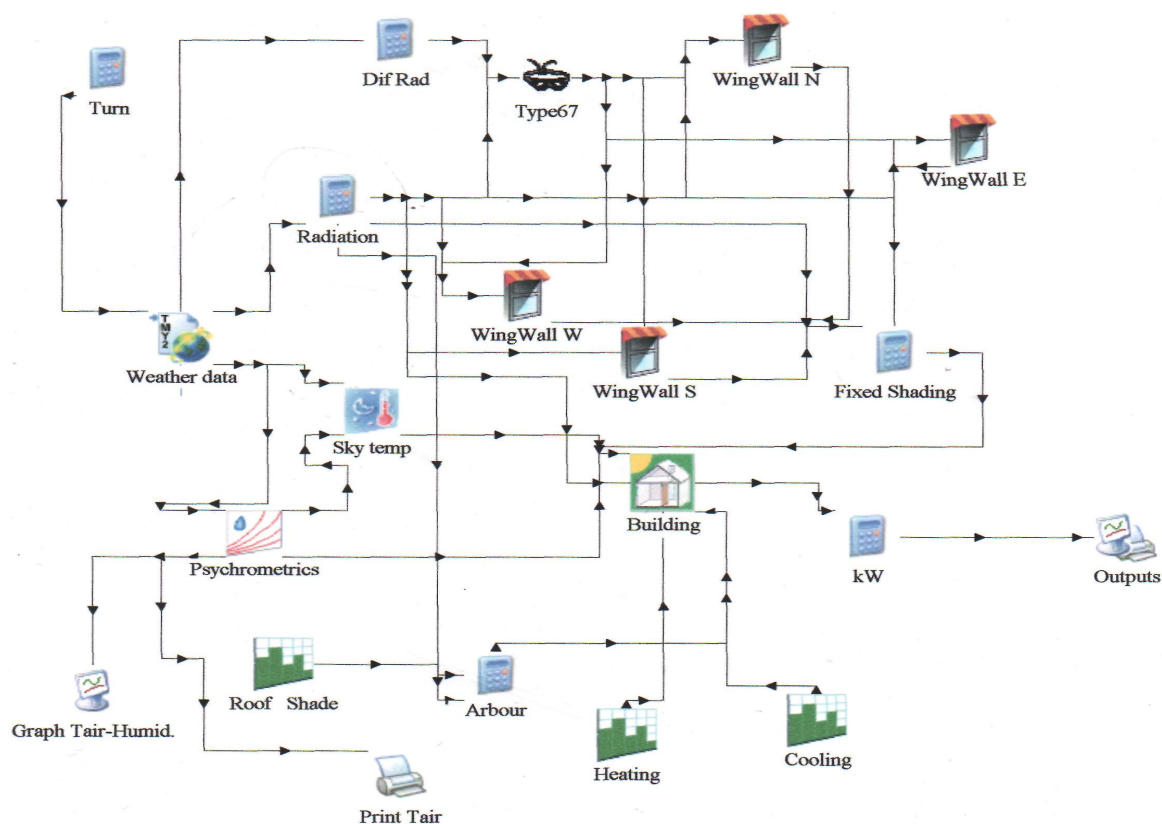 Turn
Dif Rad
Type67
WingWall N
WingWall E
Radiation
TMY2
Weather data
WingWall W
WingWall S
Fixed Shading
Sky temp
Psychrometrics
Building
kW
Outputs
Graph Tair-Humid.
Roof Shade
Arbour
Heating
Cooling
Print Tair